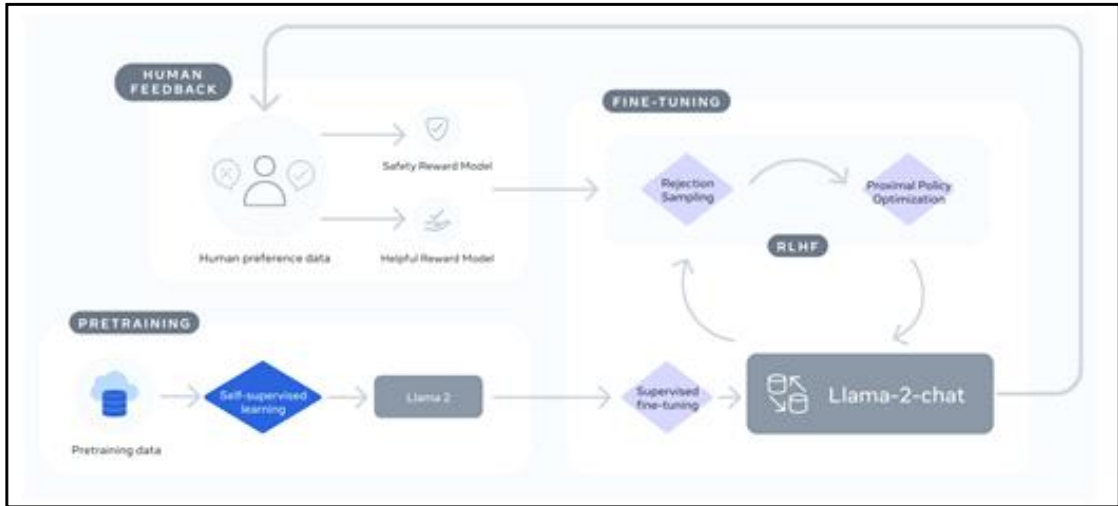 HUMAN
FEEDBACK
FINE-TUNING
Safety Reward Model
Rejection
Sampling
Proximal Policy
Optimization
RLHF
Human preference data
Helpful Reward Model
PRETRAINING
Self-supervised
learning
Llama 2
Supervised
fine-tuning
Llama-2-chat
Pretraining data